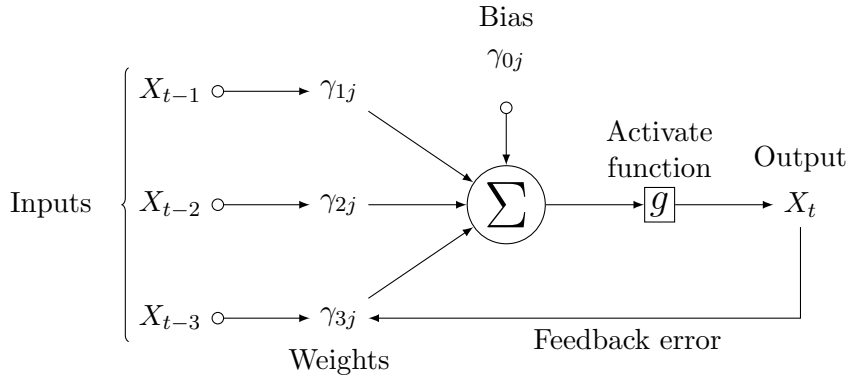 Bias
γ₀ⱼ
Xₜ₋₁
γ₁ⱼ
Activate
function
Output
Inputs
Xₜ₋₂
γ₂ⱼ
Σ
g
Xₜ
Xₜ₋₃
γ₃ⱼ
Feedback error
Weights